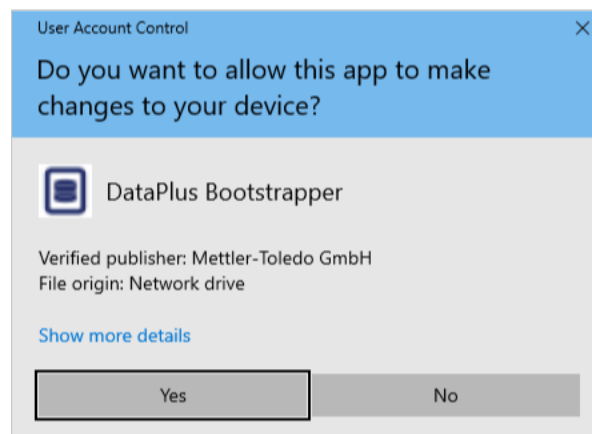 User Account Control
Do you want to allow this app to make
changes to your device?
DataPlus Bootstrapper
Verified publisher: Mettler-Toledo GmbH
File origin: Network drive
Show more details
Yes
No